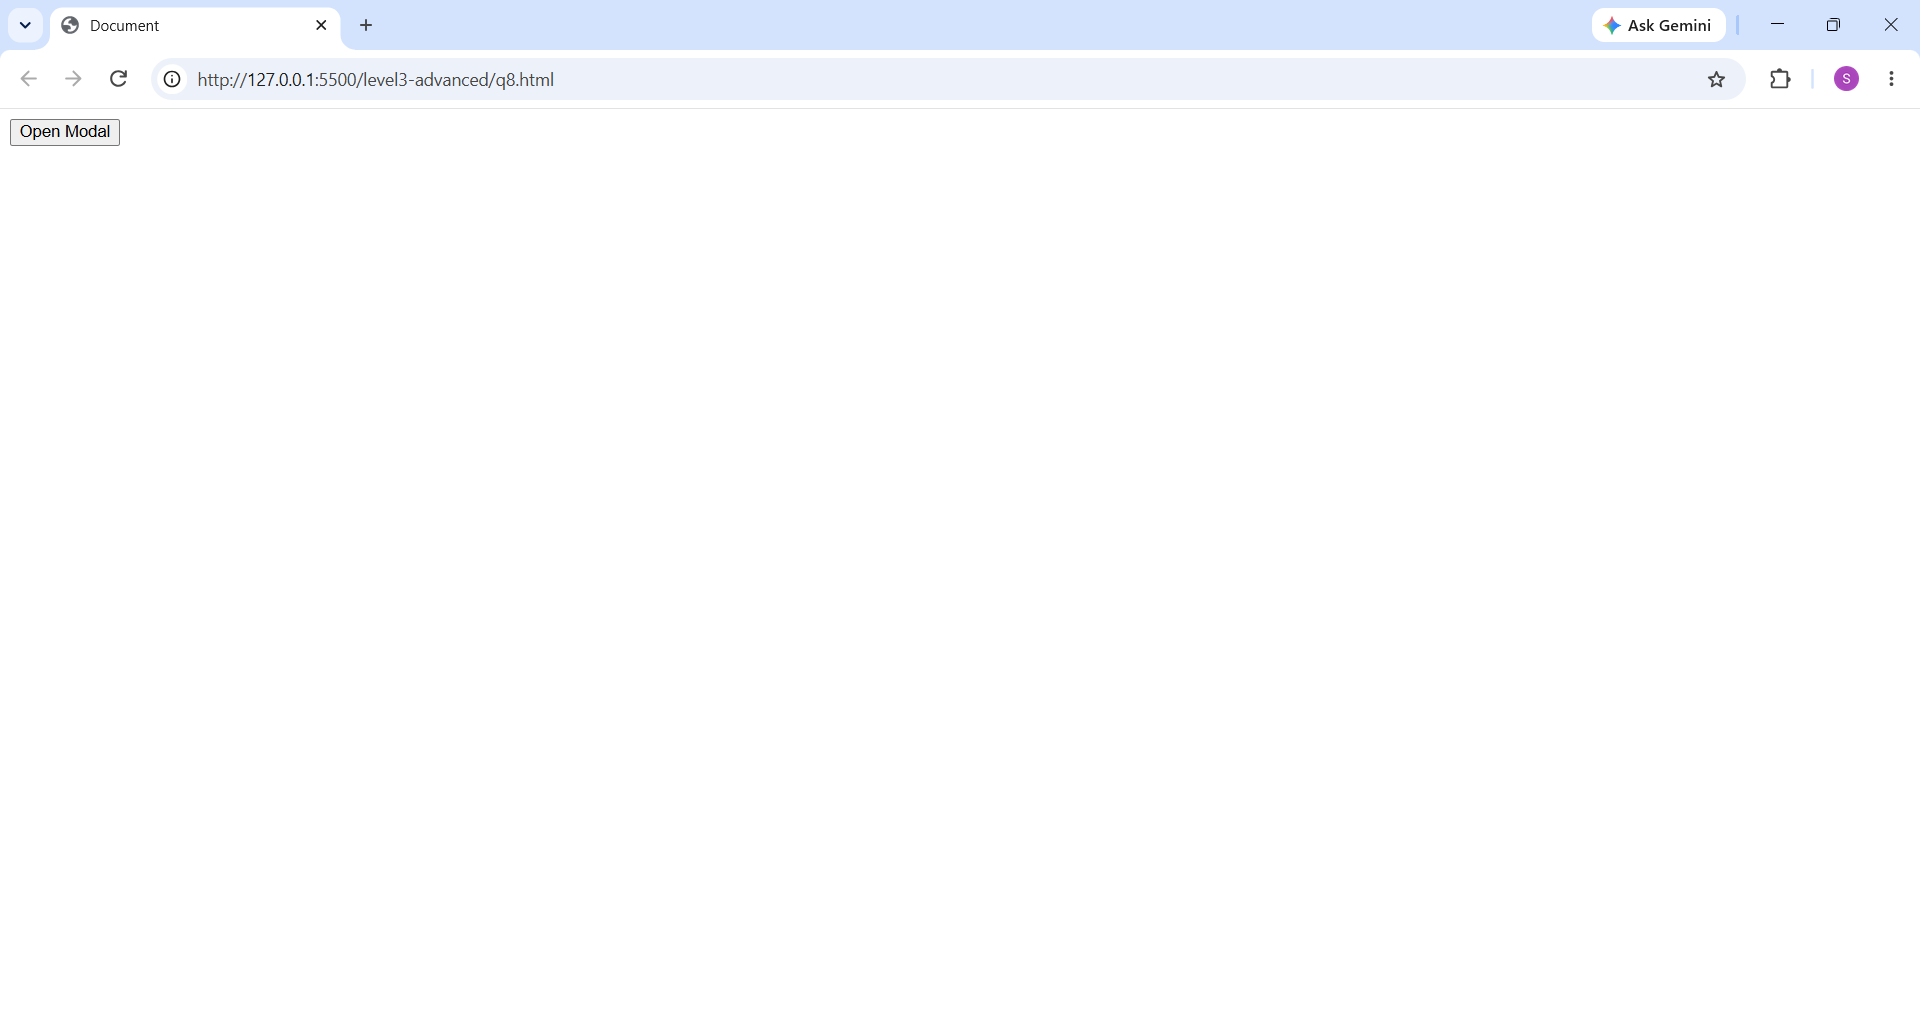 Document
Ask Gemini
http://127.0.0.1:5500/level3-advanced/q8.html
S
Open Modal